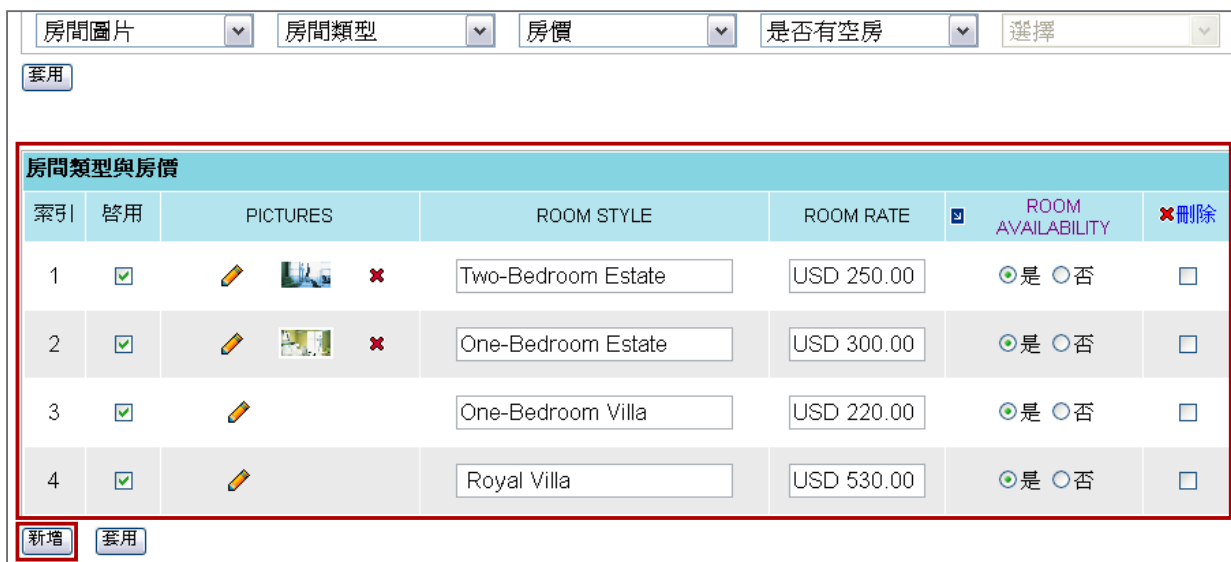 房間圖片 房間類型 房價 是否有空房 選擇
套用
房間類型與房價
索引 啓用 PICTURES ROOM STYLE ROOM RATE ROOM AVAILABILITY 刪除
1 Two-Bedroom Estate USD 250.00 是 否
2 One-Bedroom Estate USD 300.00 是 否
3 One-Bedroom Villa USD 220.00 是 否
4 Royal Villa USD 530.00 是 否
新增 套用